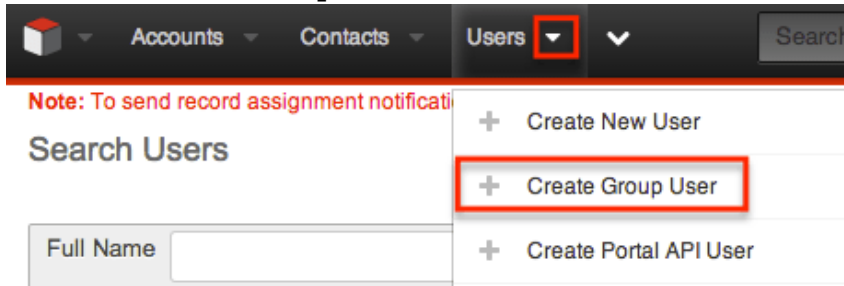 Accounts Contacts Users Search
Note: To send record assignment notificati
Create New User
Search Users
Create Group User
Full Name
Create Portal API User